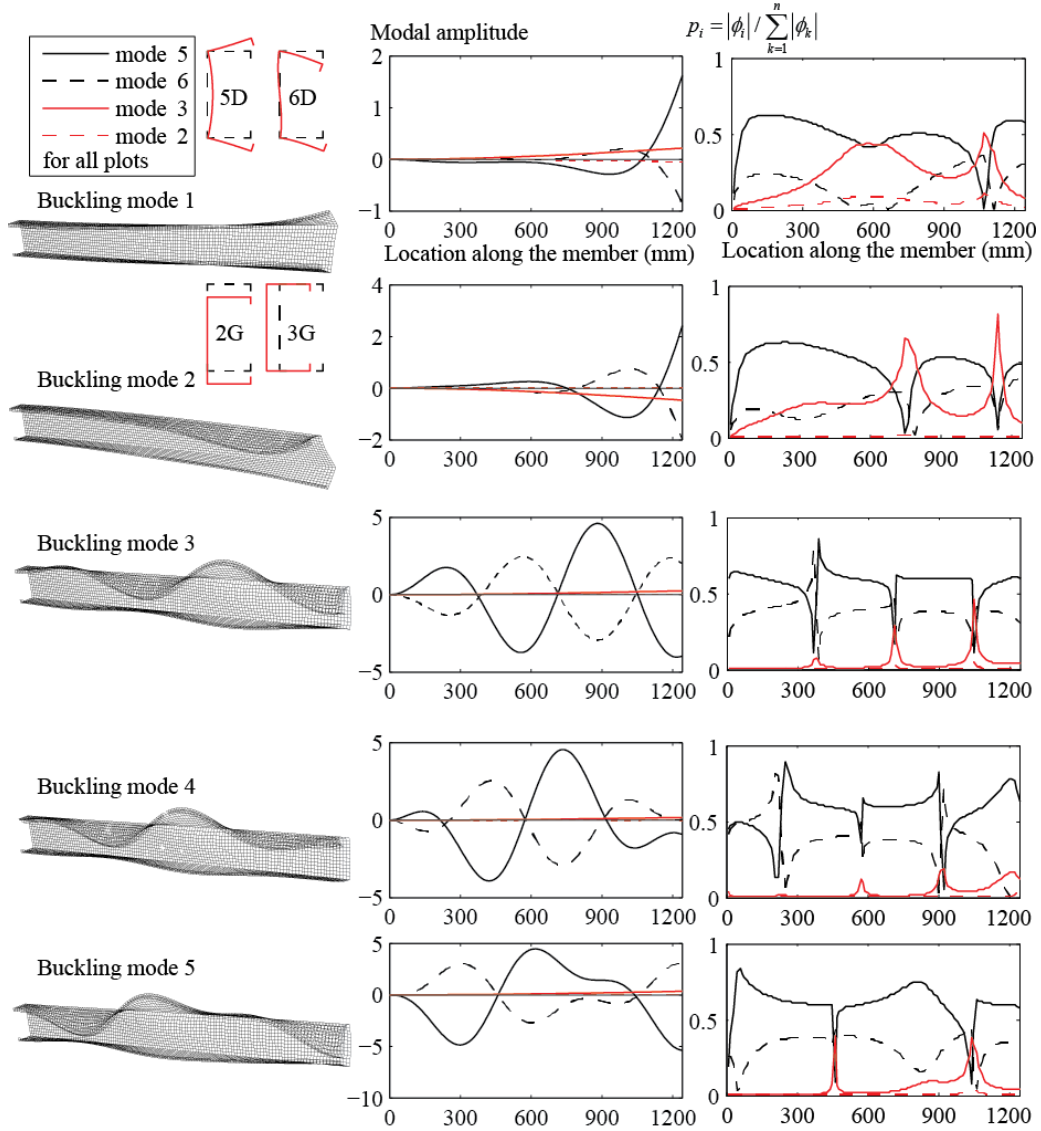 mode 5
mode 6
mode 3
mode 2
for all plots
5D
6D
Modal amplitude
p_i = |ϕ_i| / ∑_{k=1}^{n} |ϕ_k|
Buckling mode 1
2
1
0
−1
0 300 600 900 1200
Location along the member (mm)
1
0.5
0
0 300 600 900 1200
Location along the member (mm)
2G
3G
Buckling mode 2
4
2
0
−2
0 300 600 900 1200
1
0.5
0
0 300 600 900 1200
Buckling mode 3
5
0
−5
0 300 600 900 1200
1
0.5
0
0 300 600 900 1200
Buckling mode 4
5
0
−5
0 300 600 900 1200
1
0.5
0
0 300 600 900 1200
Buckling mode 5
5
0
5
−10
0 300 600 900 1200
mm
1
0.5
0
0 300 600 900 1200
mm